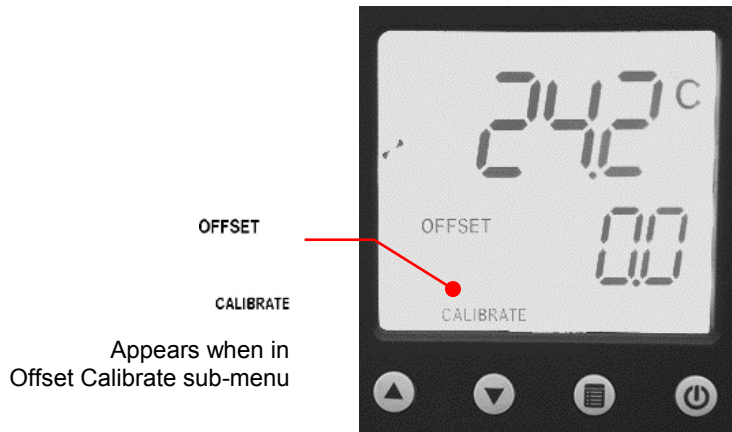 24.2 C
OFFSET
OFFSET
0.0
CALIBRATE
CALIBRATE
Appears when in
Offset Calibrate sub-menu